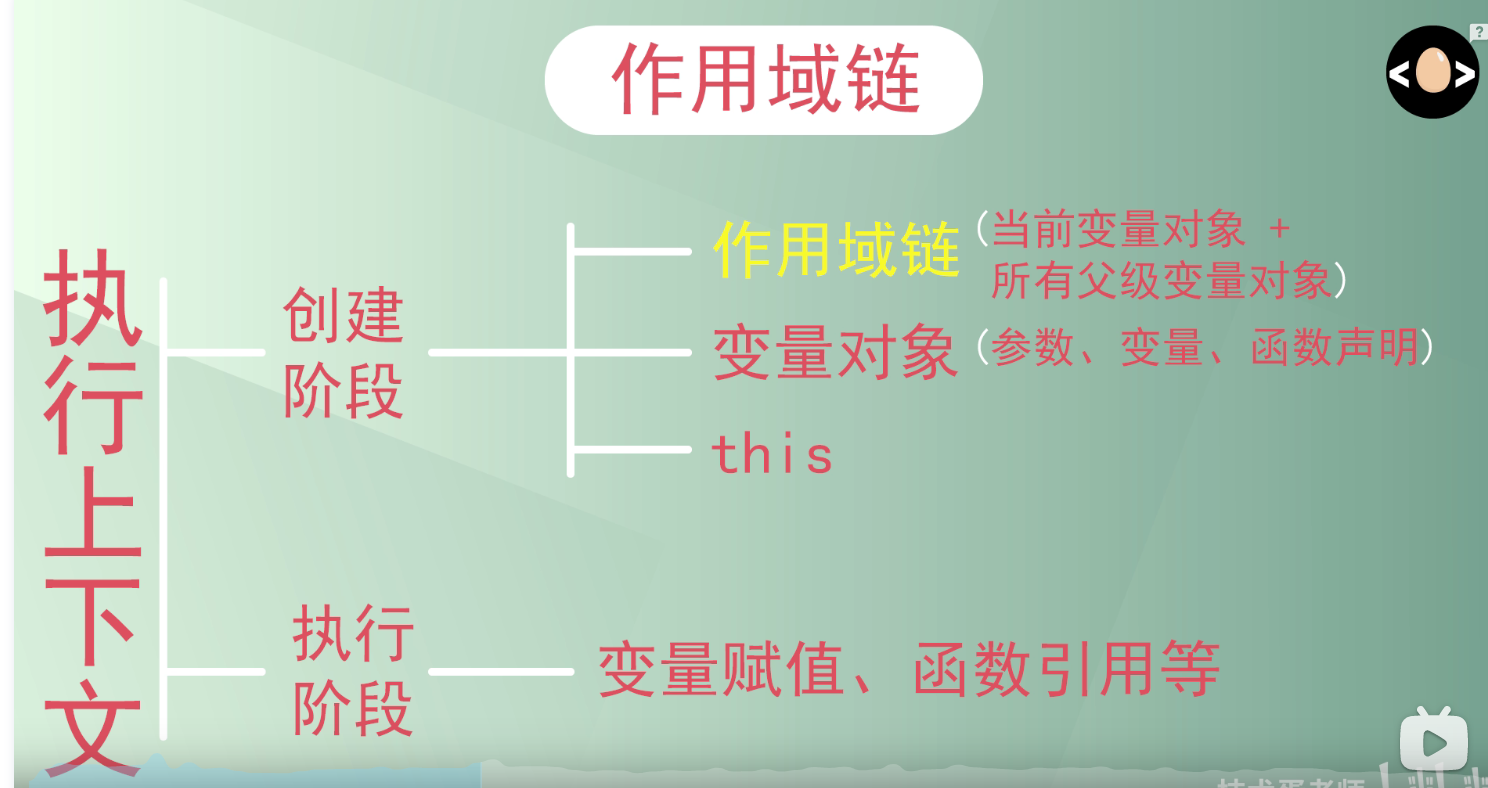 作用域链
?
< >
执行上下文
创建
阶段
作用域链
(当前变量对象 +
所有父级变量对象)
变量对象
(参数、变量、函数声明)
this
执行
阶段
变量赋值、函数引用等